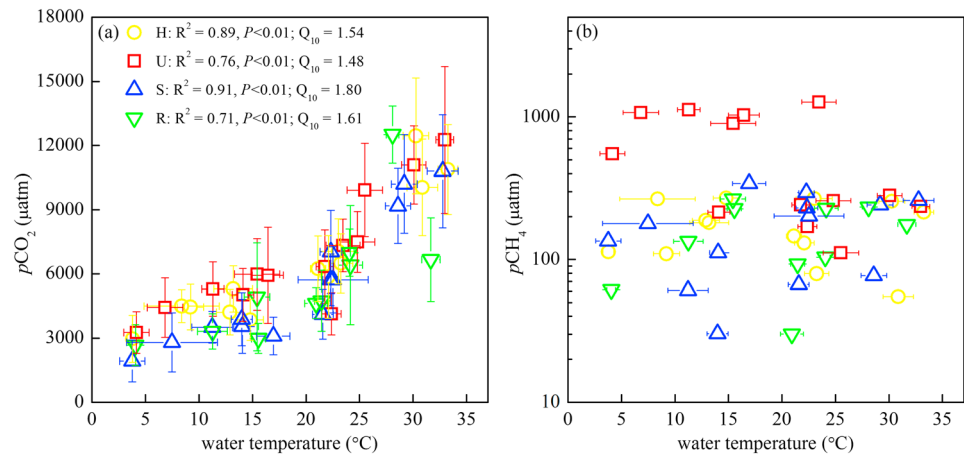 (a)
H: R² = 0.89, P<0.01; Q₁₀ = 1.54
U: R² = 0.76, P<0.01; Q₁₀ = 1.48
S: R² = 0.91, P<0.01; Q₁₀ = 1.80
R: R² = 0.71, P<0.01; Q₁₀ = 1.61
18000
15000
12000
9000
6000
3000
0
pCO₂ (μatm)
0 5 10 15 20 25 30 35
water temperature (°C)
(b)
1000
100
10
pCH₄ (μatm)
0 5 10 15 20 25 30 35
water temperature (°C)